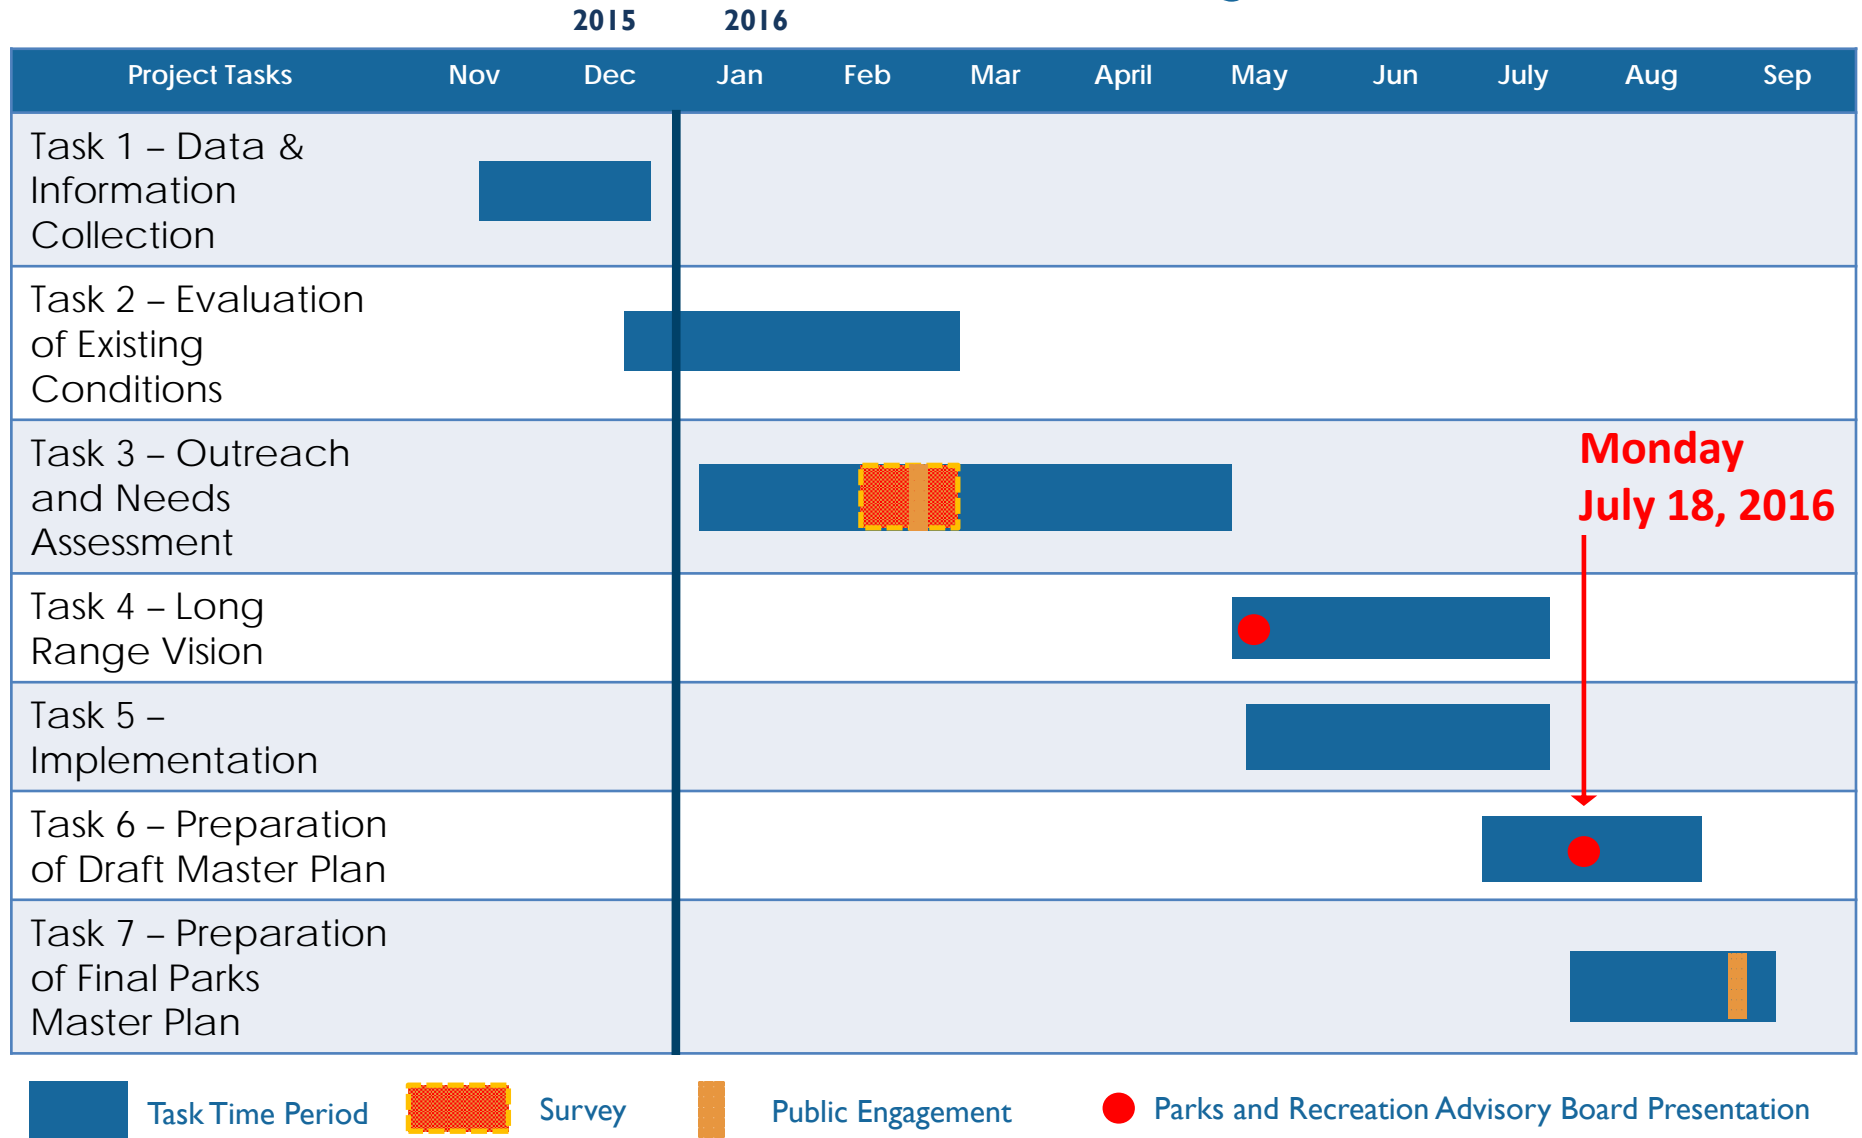 2015 2016
Project Tasks Nov Dec Jan Feb Mar April May Jun July Aug Sep
Task 1 – Data &
Information
Collection
Task 2 – Evaluation
of Existing
Conditions
Task 3 – Outreach
and Needs
Assessment
Monday
July 18, 2016
Task 4 – Long
Range Vision
Task 5 –
Implementation
Task 6 – Preparation
of Draft Master Plan
Task 7 – Preparation
of Final Parks
Master Plan
Task Time Period Survey Public Engagement Parks and Recreation Advisory Board Presentation